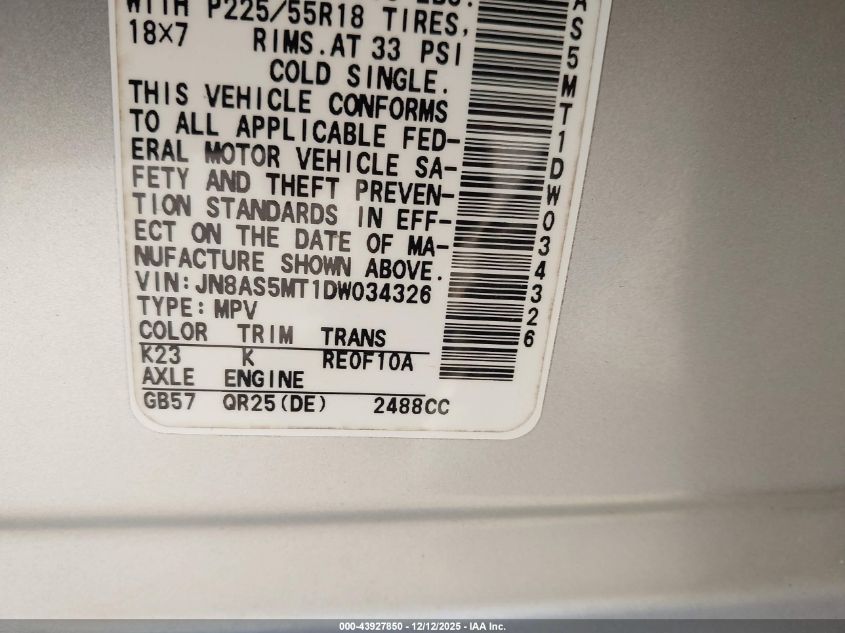 WITH P225/55R18 TIRES,
18×7 RIMS.AT 33 PSI
COLD SINGLE.
THIS VEHICLE CONFORMS
TO ALL APPLICABLE FED-
ERAL MOTOR VEHICLE SA-
FETY AND THEFT PREVEN-
TION STANDARDS IN EFF-
ECT ON THE DATE OF MA-
NUFACTURE SHOWN ABOVE.
VIN:JN8AS5MT1DW034326
TYPE:MPV
COLOR TRIM TRANS
K23 K RE0F10A
AXLE ENGINE
GB57 QR25(DE) 2488CC
AS5MT1DW034326
000-43927850 - 12/12/2025 - IAA Inc.